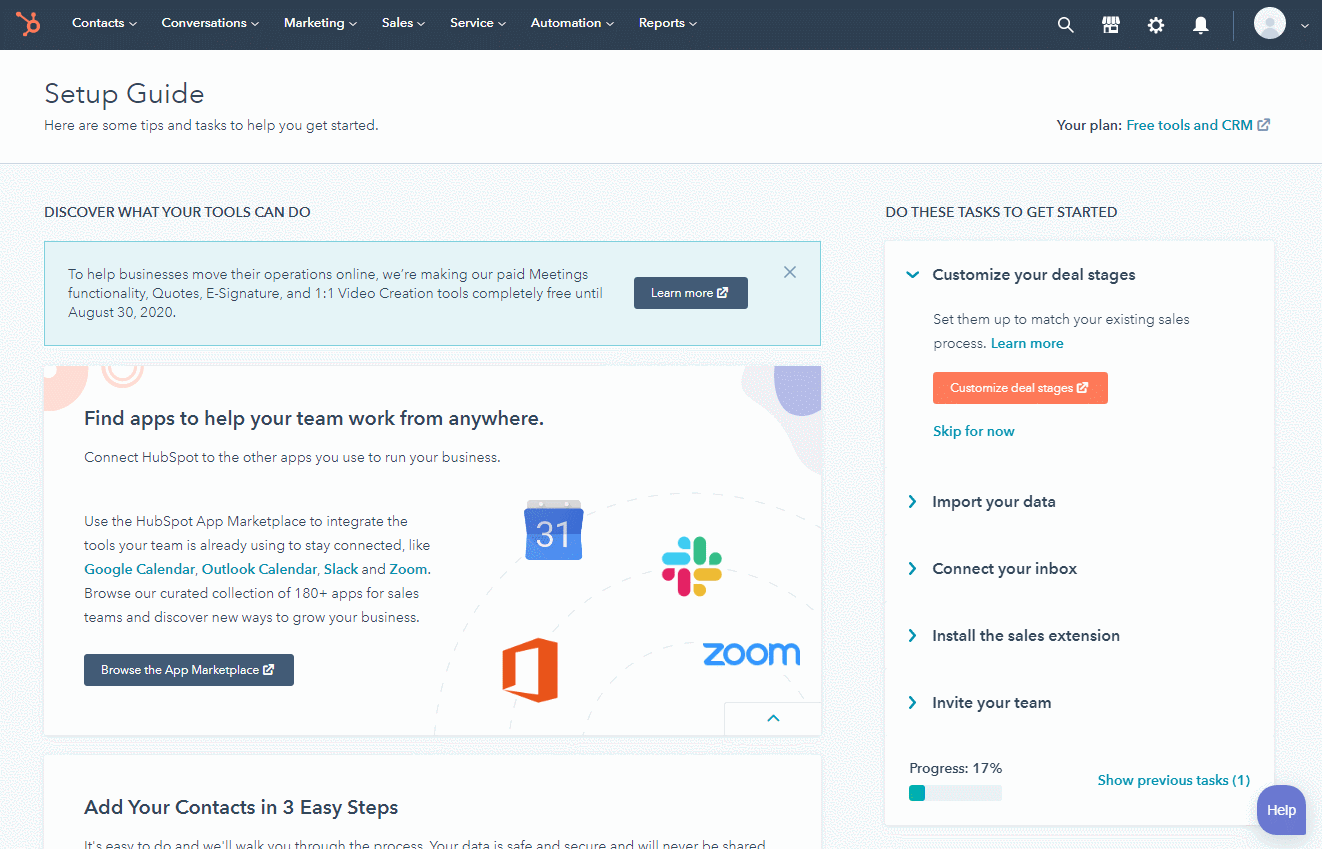 Contacts
Conversations
Marketing
Sales
Service
Automation
Reports
Setup Guide
Here are some tips and tasks to help you get started.
Your plan: Free tools and CRM
DISCOVER WHAT YOUR TOOLS CAN DO
To help businesses move their operations online, we're making our paid Meetings
functionality, Quotes, E-Signature, and 1:1 Video Creation tools completely free until
August 30, 2020.
Learn more
Find apps to help your team work from anywhere.
Connect HubSpot to the other apps you use to run your business.
Use the HubSpot App Marketplace to integrate the
tools your team is already using to stay connected, like
Google Calendar, Outlook Calendar, Slack and Zoom.
Browse our curated collection of 180+ apps for sales
teams and discover new ways to grow your business.
Browse the App Marketplace
31
zoom
Add Your Contacts in 3 Easy Steps
It's easy to do and we'll walk you through the process. Your data is safe and secure and will never be shared
DO THESE TASKS TO GET STARTED
Customize your deal stages
Set them up to match your existing sales
process. Learn more
Customize deal stages
Skip for now
Import your data
Connect your inbox
Install the sales extension
Invite your team
Progress: 17%
Show previous tasks (1)
Help